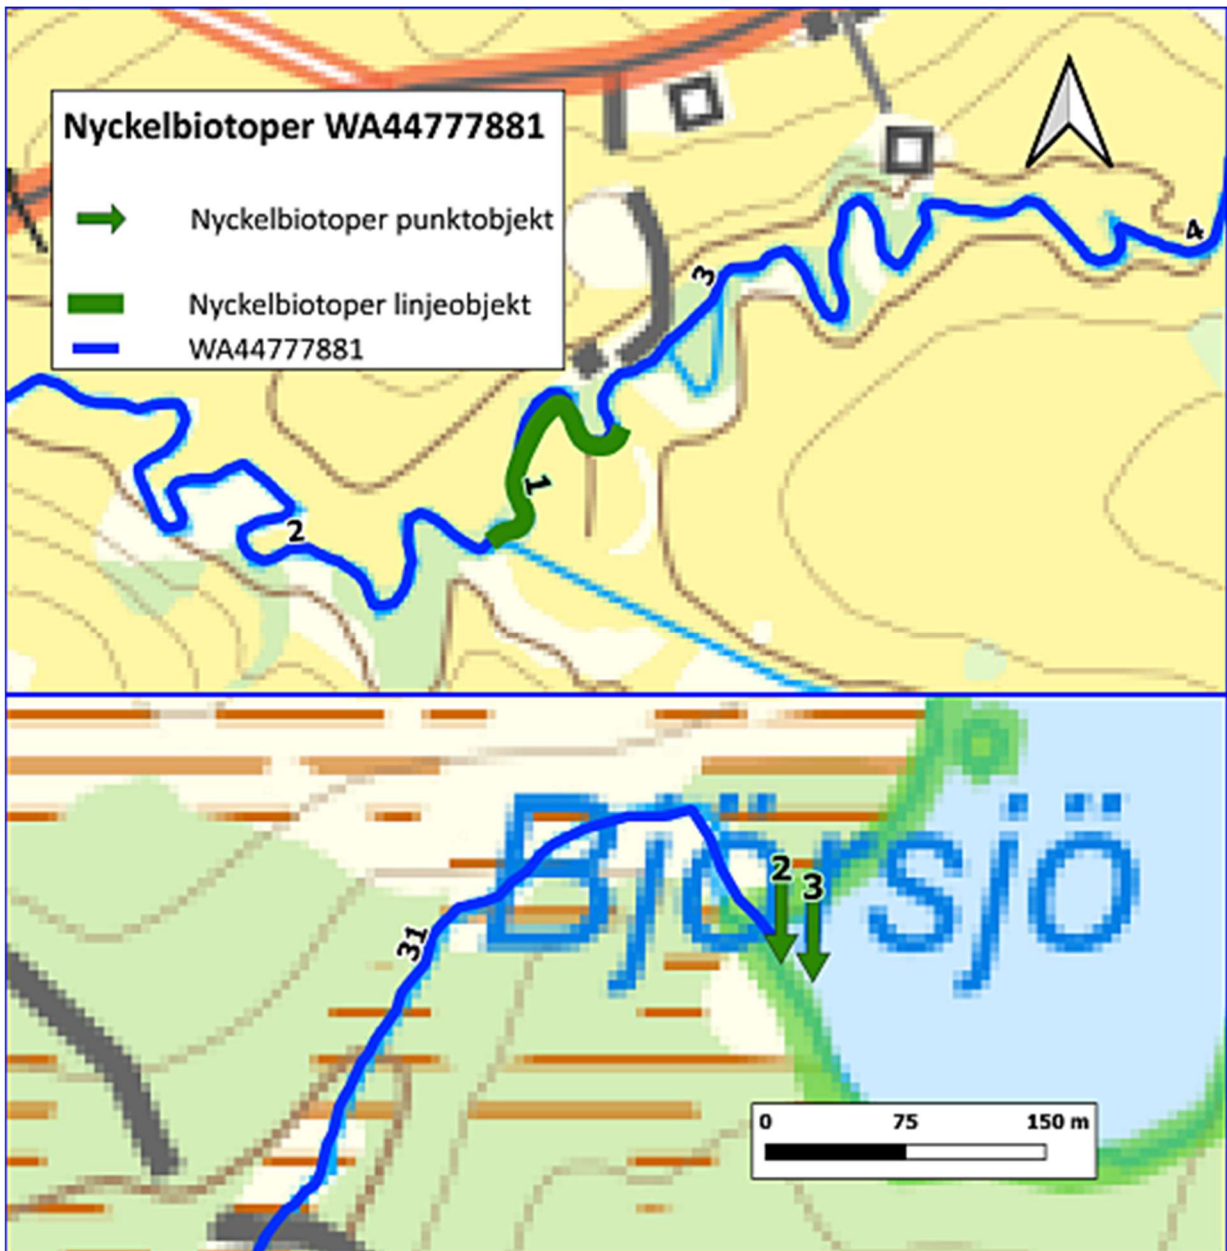 Nyckelbiotoper WA44777881
Nyckelbiotoper punktobjekt
Nyckelbiotoper linjeobjekt
WA44777881
4
3
1
2
Björsjö
2
3
31
0 75 150 m